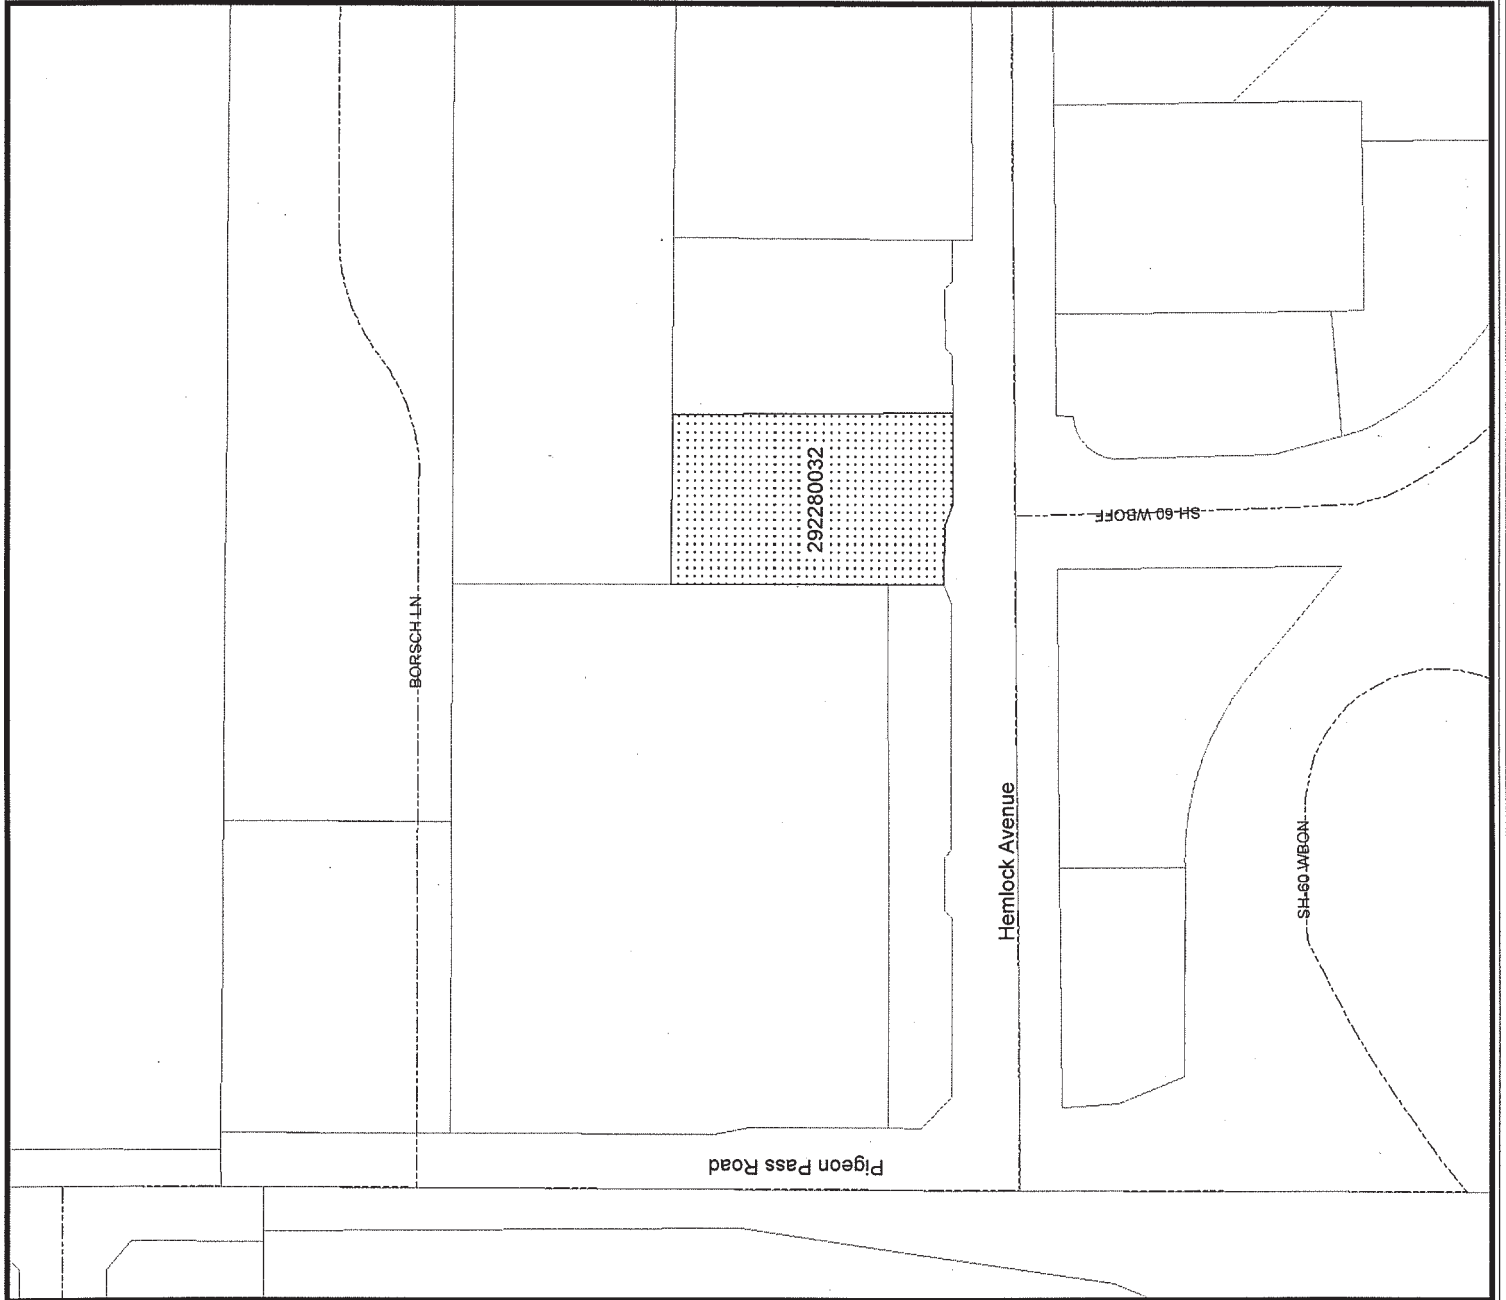 292280032
SH-60 WBOFF
BORSCH LN
Hemlock Avenue
SH-60 WBON
Pigeon Pass Road